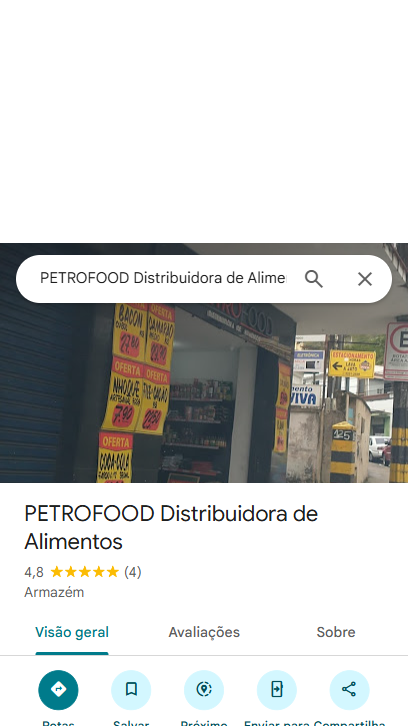 PETROFOOD Distribuidora de Alime
OFERTA
BACON
CAMARÃO
OFERTA
NHOQUE
OFERTA
COCA-COLA
ESTACIONAMENTO
VIVA
E
125
PETROFOOD Distribuidora de
Alimentos
4,8 ★★★★★ (4)
Armazém
Visão geral
Avaliações
Sobre
Rotas
Salvar
Próximo
Enviar para
Compartilha